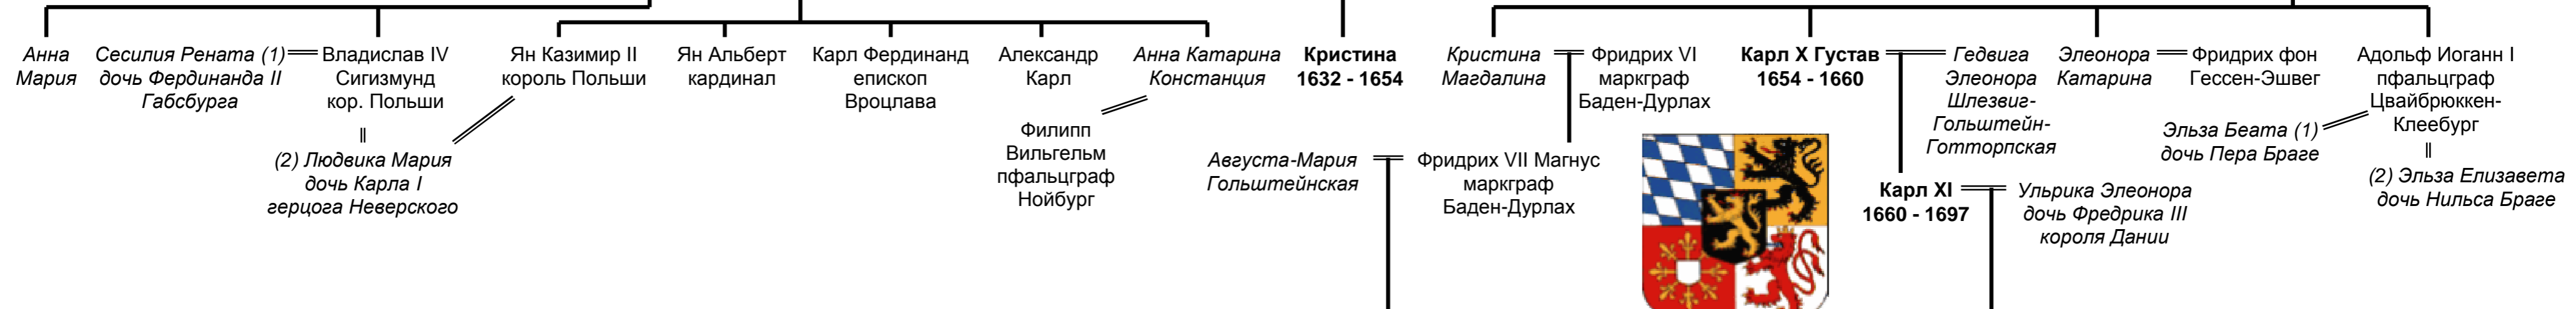 Анна
Мария
Сесилия Рената (1)
дочь Фердинанда II
Габсбурга
Владислав IV
Сигизмунд
кор. Польши
(2) Людвика Мария
дочь Карла I
герцога Неверского
Ян Казимир II
король Польши
Ян Альберт
кардинал
Карл Фердинанд
епископ
Вроцлава
Александр
Карл
Анна Катарина
Констанция
Филипп
Вильгельм
пфальцграф
Нойбург
Кристина
1632 - 1654
Кристина
Магдалина
Фридрих VI
маркграф
Баден-Дурлах
Августа-Мария
Гольштейнская
Фридрих VII Магнус
маркграф
Баден-Дурлах
Карл X Густав
1654 - 1660
Гедвига
Элеонора
Шлезвиг-
Гольштейн-
Готторпская
Карл XI
1660 - 1697
Ульрика Элеонора
дочь Фредрика III
короля Дании
Элеонора
Катарина
Фридрих фон
Гессен-Эшвег
Адольф Иоганн I
пфальцграф
Цвайбрюккен-
Клеебург
Эльза Беата (1)
дочь Пера Браге
(2) Эльза Елизавета
дочь Нильса Браге